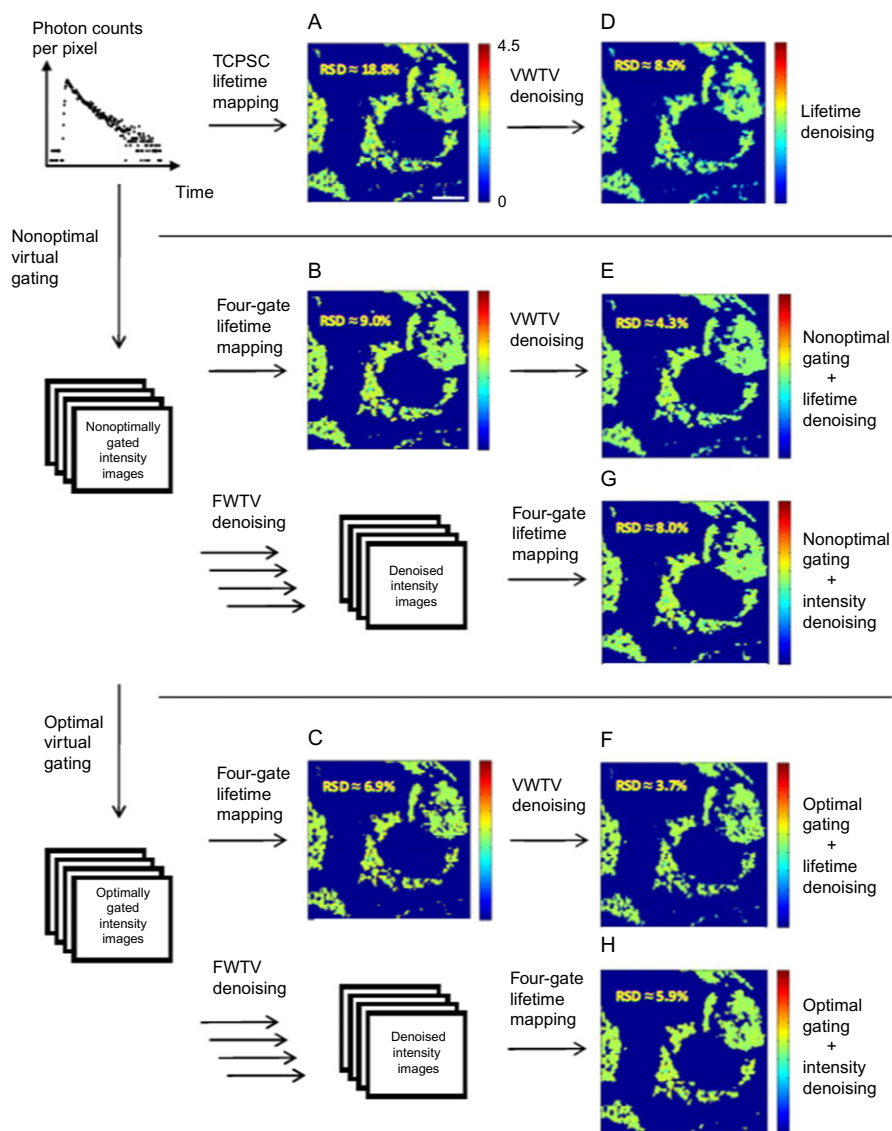 Photon counts
per pixel
Time
TCPSC
lifetime
mapping
A
RSD ≈ 18.8%
4.5
0
VWTV
denoising
D
RSD ≈ 8.9%
Lifetime
denoising
Nonoptimal
virtual
gating
Nonoptimally
gated
intensity
images
Four-gate
lifetime
mapping
B
RSD ≈ 9.0%
VWTV
denoising
E
RSD ≈ 4.3%
Nonoptimal
gating
+
lifetime
denoising
FWTV
denoising
Denoised
intensity
images
Four-gate
lifetime
mapping
G
RSD ≈ 8.0%
Nonoptimal
gating
+
intensity
denoising
Optimal
virtual
gating
Optimally
gated
intensity
images
Four-gate
lifetime
mapping
C
RSD ≈ 6.9%
VWTV
denoising
F
RSD ≈ 3.7%
Optimal
gating
+
lifetime
denoising
FWTV
denoising
Denoised
intensity
images
Four-gate
lifetime
mapping
H
RSD ≈ 5.9%
Optimal
gating
+
intensity
denoising